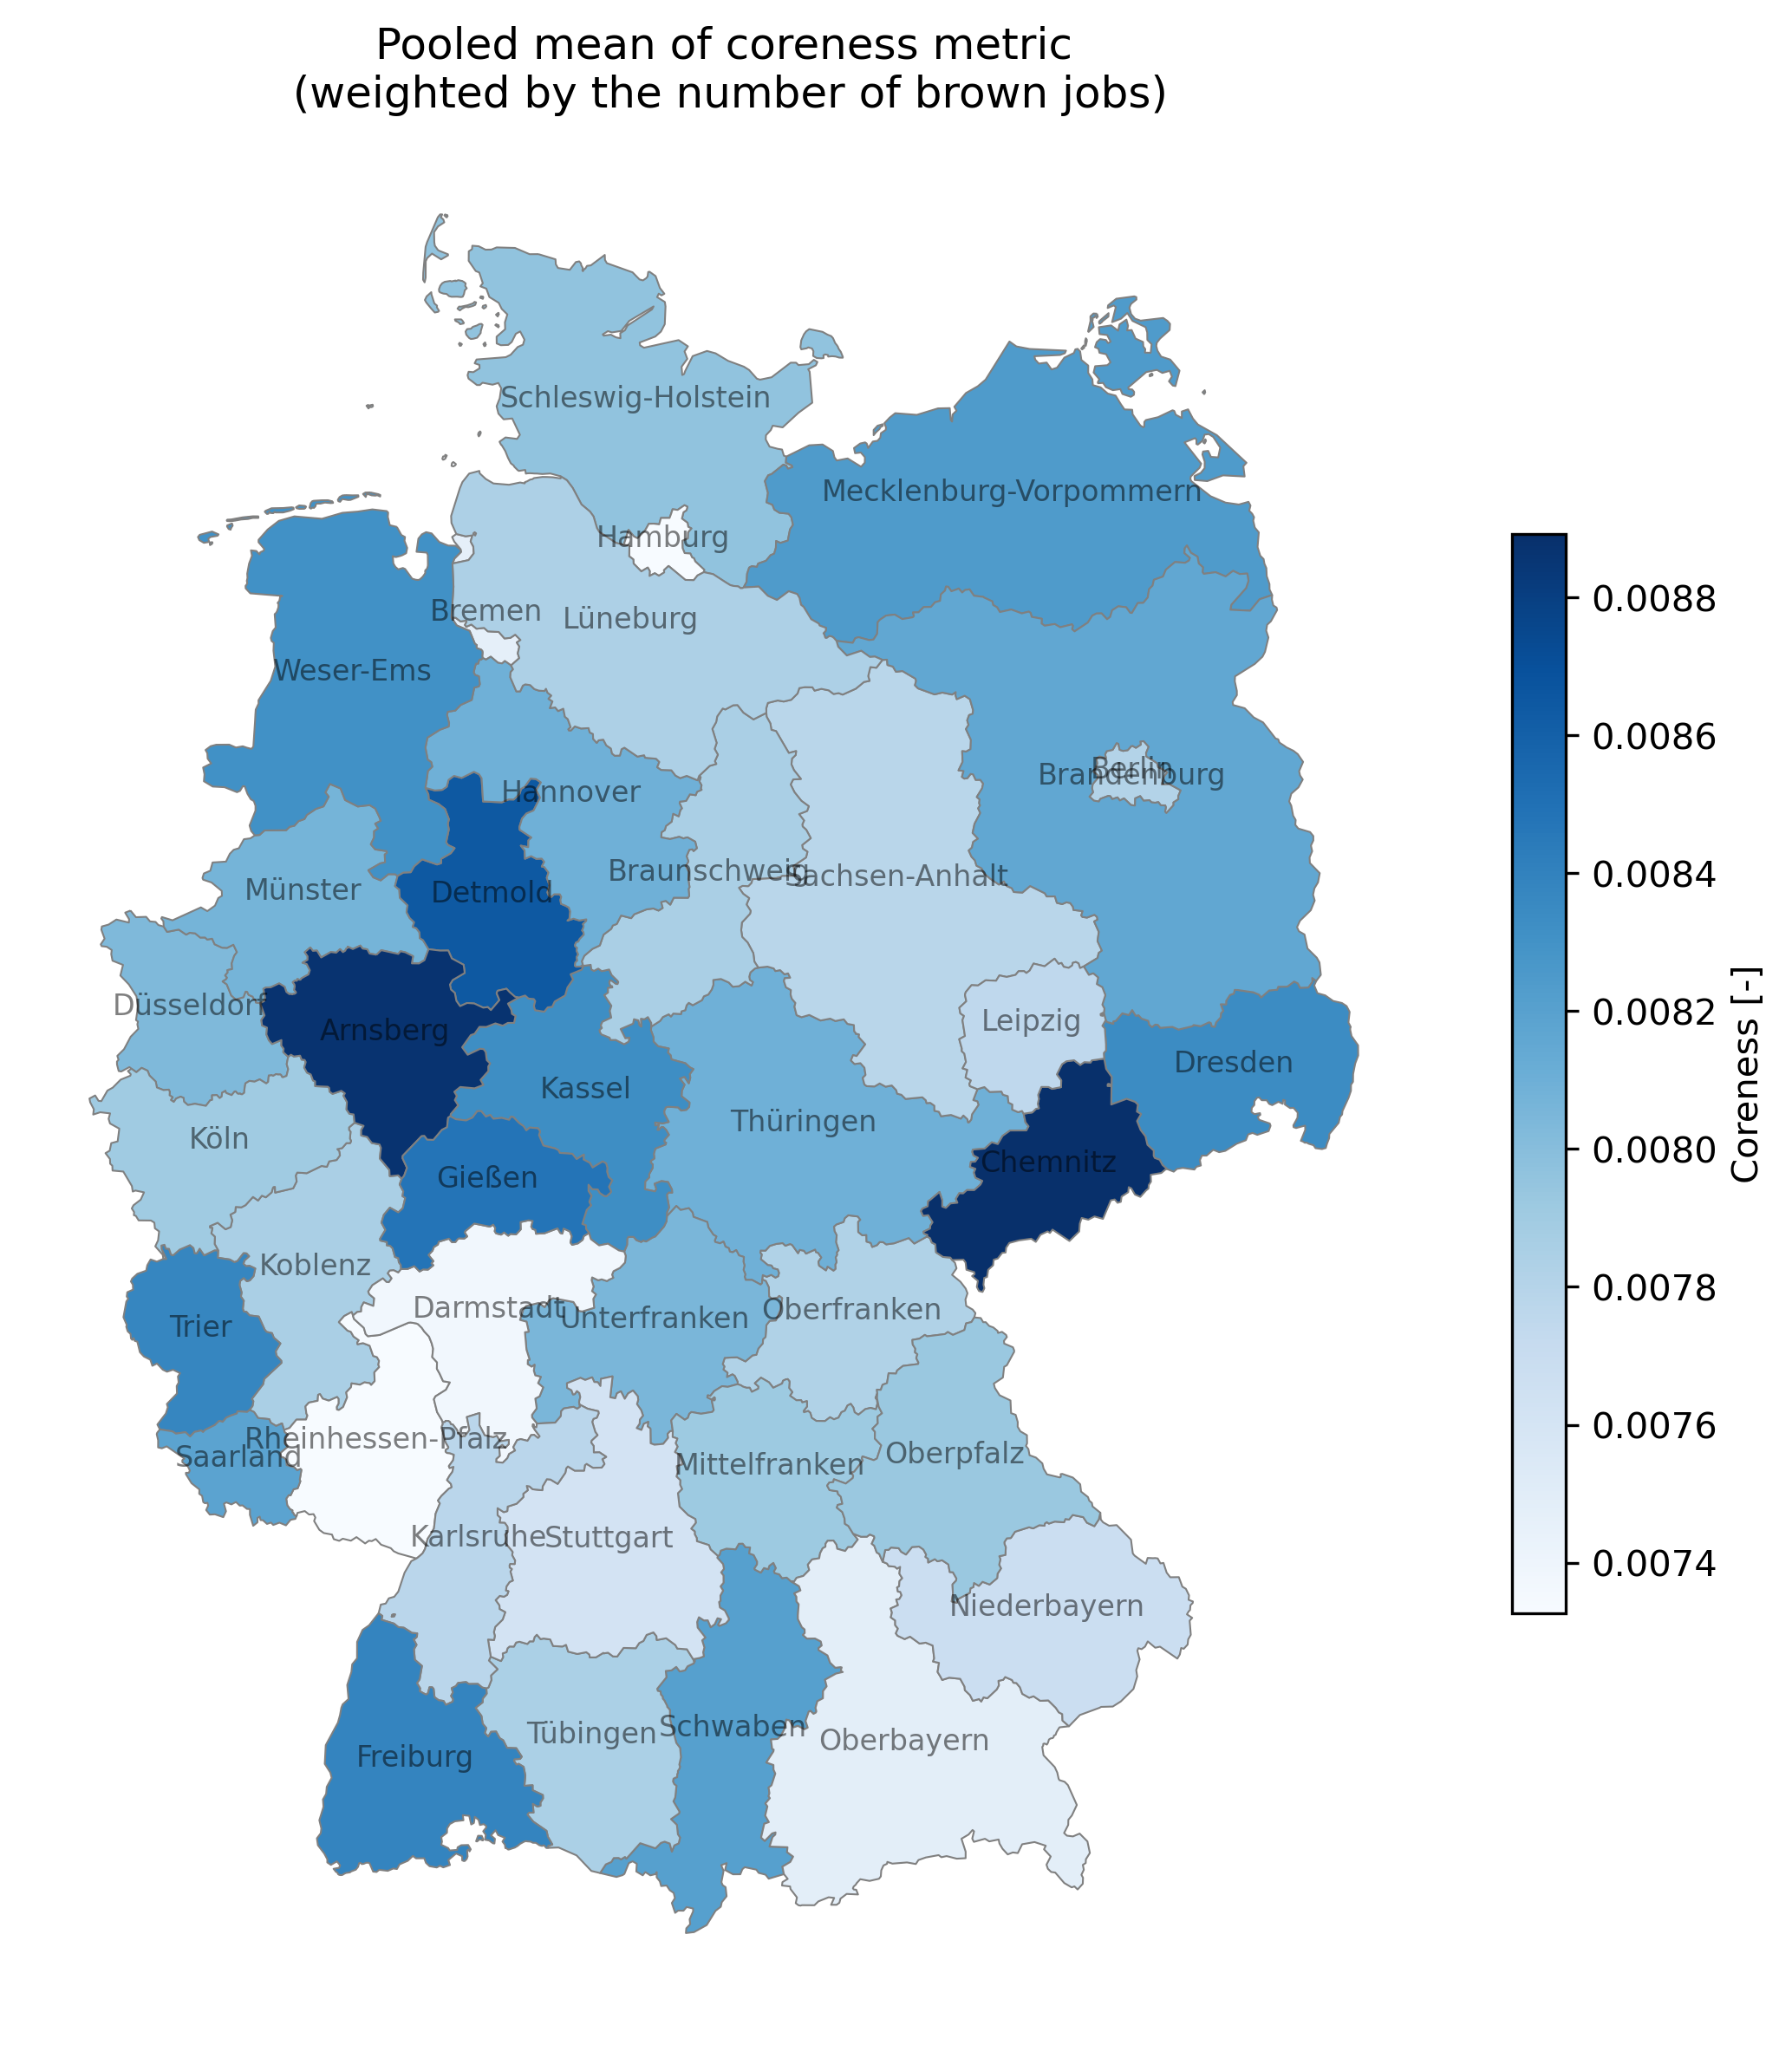 Pooled mean of coreness metric
(weighted by the number of brown jobs)
Schleswig-Holstein
Mecklenburg-Vorpommern
Hamburg
Bremen
Lüneburg
Weser-Ems
Berlin
Brandenburg
Hannover
Braunschweig
Sachsen-Anhalt
Münster
Detmold
Düsseldorf
Arnsberg
Leipzig
Dresden
Kassel
Thüringen
Köln
Gießen
Chemnitz
Koblenz
Darmstadt
Unterfranken
Oberfranken
Trier
Rheinhessen-Pfalz
Saarland
Mittelfranken
Oberpfalz
Karlsruhe
Stuttgart
Niederbayern
Tübingen
Schwaben
Oberbayern
Freiburg
0.0088
0.0086
0.0084
0.0082
0.0080
0.0078
0.0076
0.0074
Coreness [-]